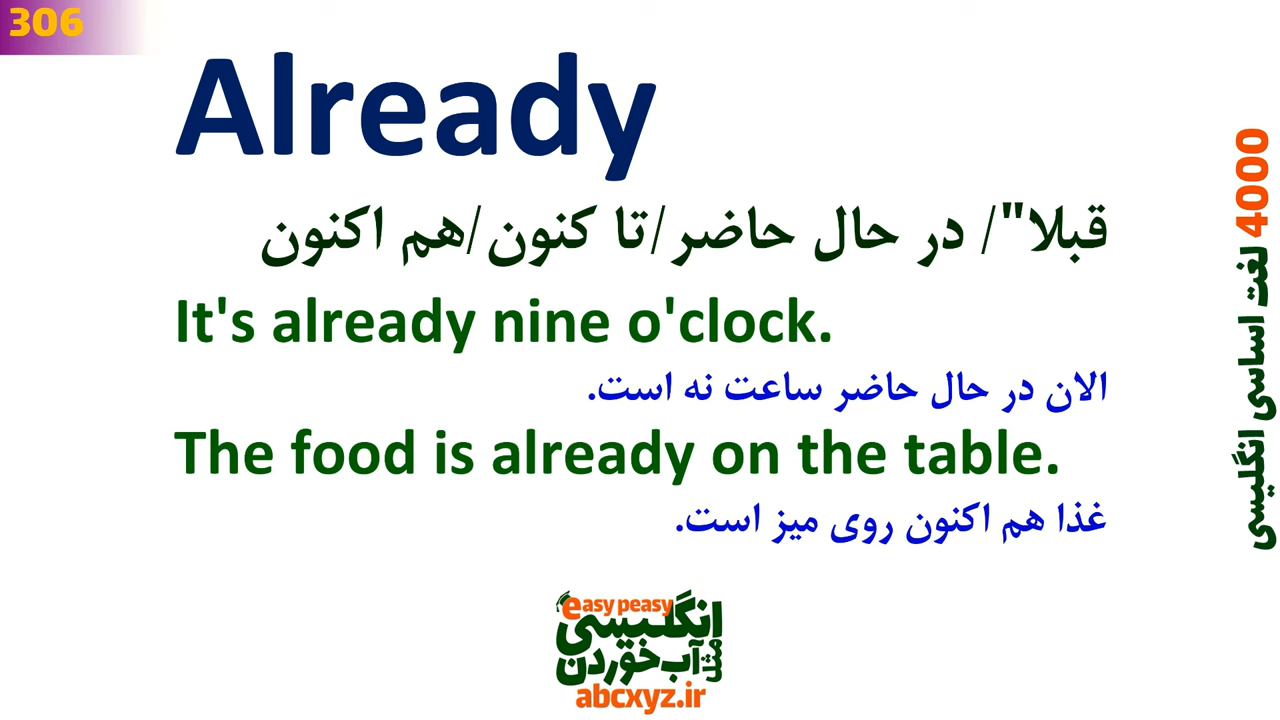 306
Already
قبلا"/ در حال حاضر/تا کنون/هم اکنون
It's already nine o'clock.
الان در حال حاضر ساعت نه است.
The food is already on the table.
غذا هم اکنون روی میز است.
4000 لغت اساسی انگلیسی
easy peasy
انگلیسی
مثل آب خوردن
abcxyz.ir